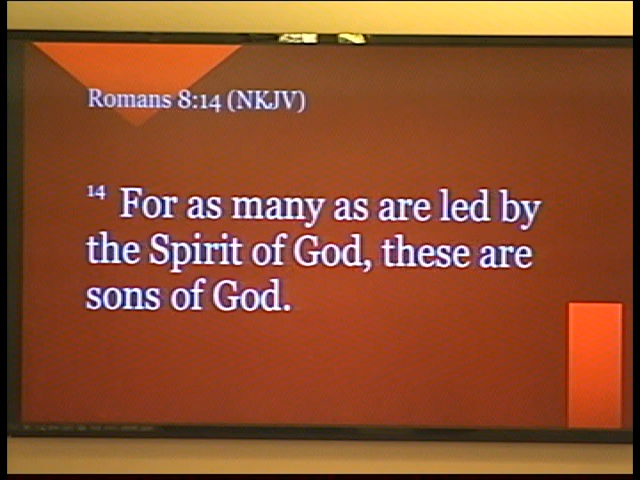 Romans 8:14 (NKJV)
14 For as many as are led by
the Spirit of God, these are
sons of God.